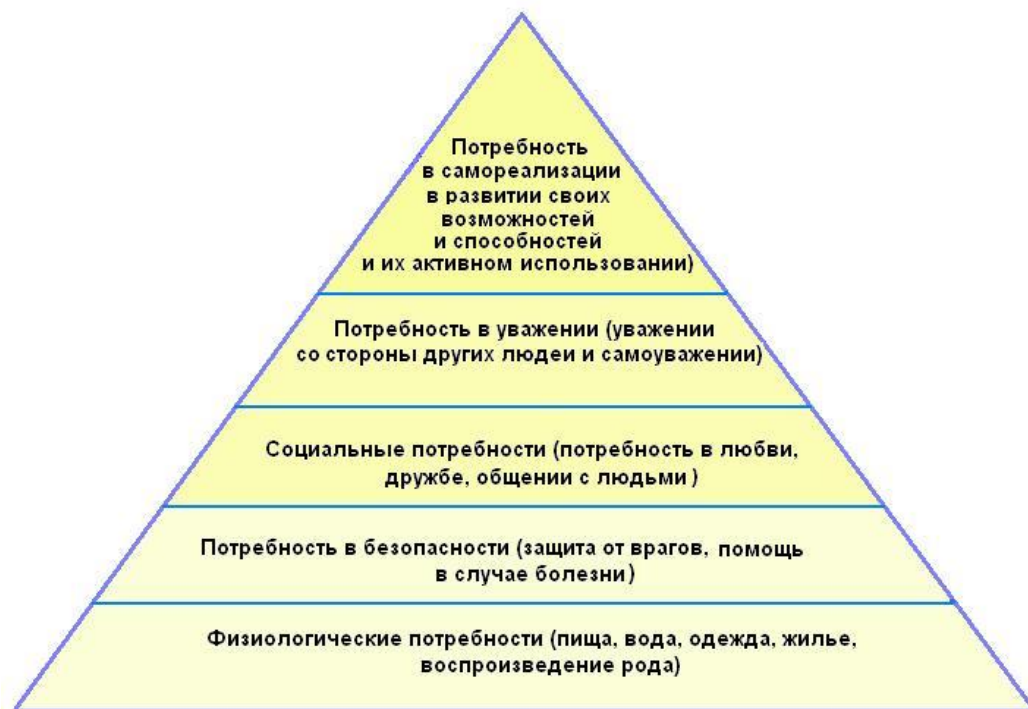 Потребность
в самореализации
в развитии своих
возможностей
и способностей
и их активном использовании)
Потребность в уважении (уважении
со стороны других людеи и самоуважении)
Социальные потребности (потребность в любви,
дружбе, общении с людьми )
Потребность в безопасности (защита от врагов, помощь
в случае болезни)
Физиологические потребности (пища, вода, одежда, жилье,
воспроизведение рода)